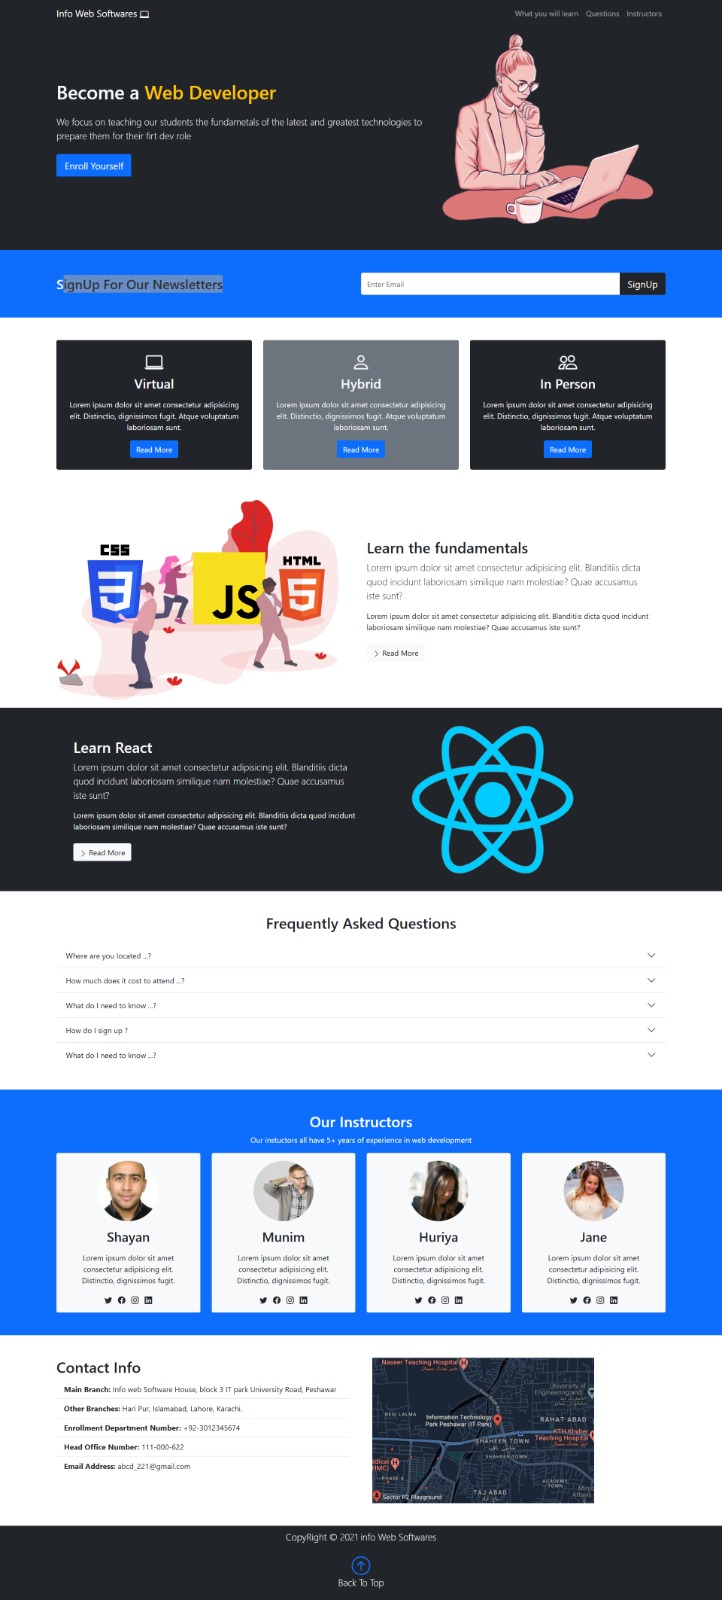 Info Web Softwares
What you will learn Questions Instructors
Become a Web Developer
We focus on teaching our students the fundametals of the latest and greatest technologies to
prepare them for their firt dev role
Enroll Yourself
SignUp For Our Newsletters
Enter Email
SignUp
Virtual
Lorem ipsum dolor sit amet consectetur adipisicing
elit. Distinctio, dignissimos fugit. Atque voluptatum
laboriosam sunt.
Read More
Hybrid
Lorem ipsum dolor sit amet consectetur adipisicing
elit. Distinctio, dignissimos fugit. Atque voluptatum
laboriosam sunt.
Read More
In Person
Lorem ipsum dolor sit amet consectetur adipisicing
elit. Distinctio, dignissimos fugit. Atque voluptatum
laboriosam sunt.
Read More
CSS
3
JS
HTML
5
Learn the fundamentals
Lorem ipsum dolor sit amet consectetur adipisicing elit. Blanditiis dicta
quod incidunt laboriosam similique nam molestiae? Quae accusamus
iste sunt?
Lorem ipsum dolor sit amet consectetur adipisicing elit. Blanditiis dicta quod incidunt
laboriosam similique nam molestiae? Quae accusamus iste sunt?
Read More
Learn React
Lorem ipsum dolor sit amet consectetur adipisicing elit. Blanditiis dicta
quod incidunt laboriosam similique nam molestiae? Quae accusamus
iste sunt?
Lorem ipsum dolor sit amet consectetur adipisicing elit. Blanditiis dicta quod incidunt
laboriosam similique nam molestiae? Quae accusamus iste sunt?
Read More
Frequently Asked Questions
Where are you located ...?
How much does it cost to attend ...?
What do I need to know ...?
How do I sign up ?
What do I need to know ...?
Our Instructors
Our instuctors all have 5+ years of experience in web development
Shayan
Lorem ipsum dolor sit amet
consectetur adipisicing elit.
Distinctio, dignissimos fugit.
Munim
Lorem ipsum dolor sit amet
consectetur adipisicing elit.
Distinctio, dignissimos fugit.
Huriya
Lorem ipsum dolor sit amet
consectetur adipisicing elit.
Distinctio, dignissimos fugit.
Jane
Lorem ipsum dolor sit amet
consectetur adipisicing elit.
Distinctio, dignissimos fugit.
Contact Info
Main Branch: Info web Software House, block 3 IT park University Road, Peshawar
Other Branches: Hari Pur, Islamabad, Lahore, Karachi.
Enrollment Department Number: +92-3012345674
Head Office Number: 111-000-622
Email Address: abcd_221@gmail.com
Naseer Teaching Hospital
University of
Engineering and
REGI LALMA
Information Technology
Park Peshawar (IT Park)
RAHAT ABAD
KTH Khyber
Teaching Hospital
SHAHEEN TOWN
SHAHEEN TOWN
edical
HMC)
PHASE 4
ACADEMY
TOWN
Sector P2 Playground
TAJ ABAD
CopyRight © 2021 info Web Softwares
Back To Top